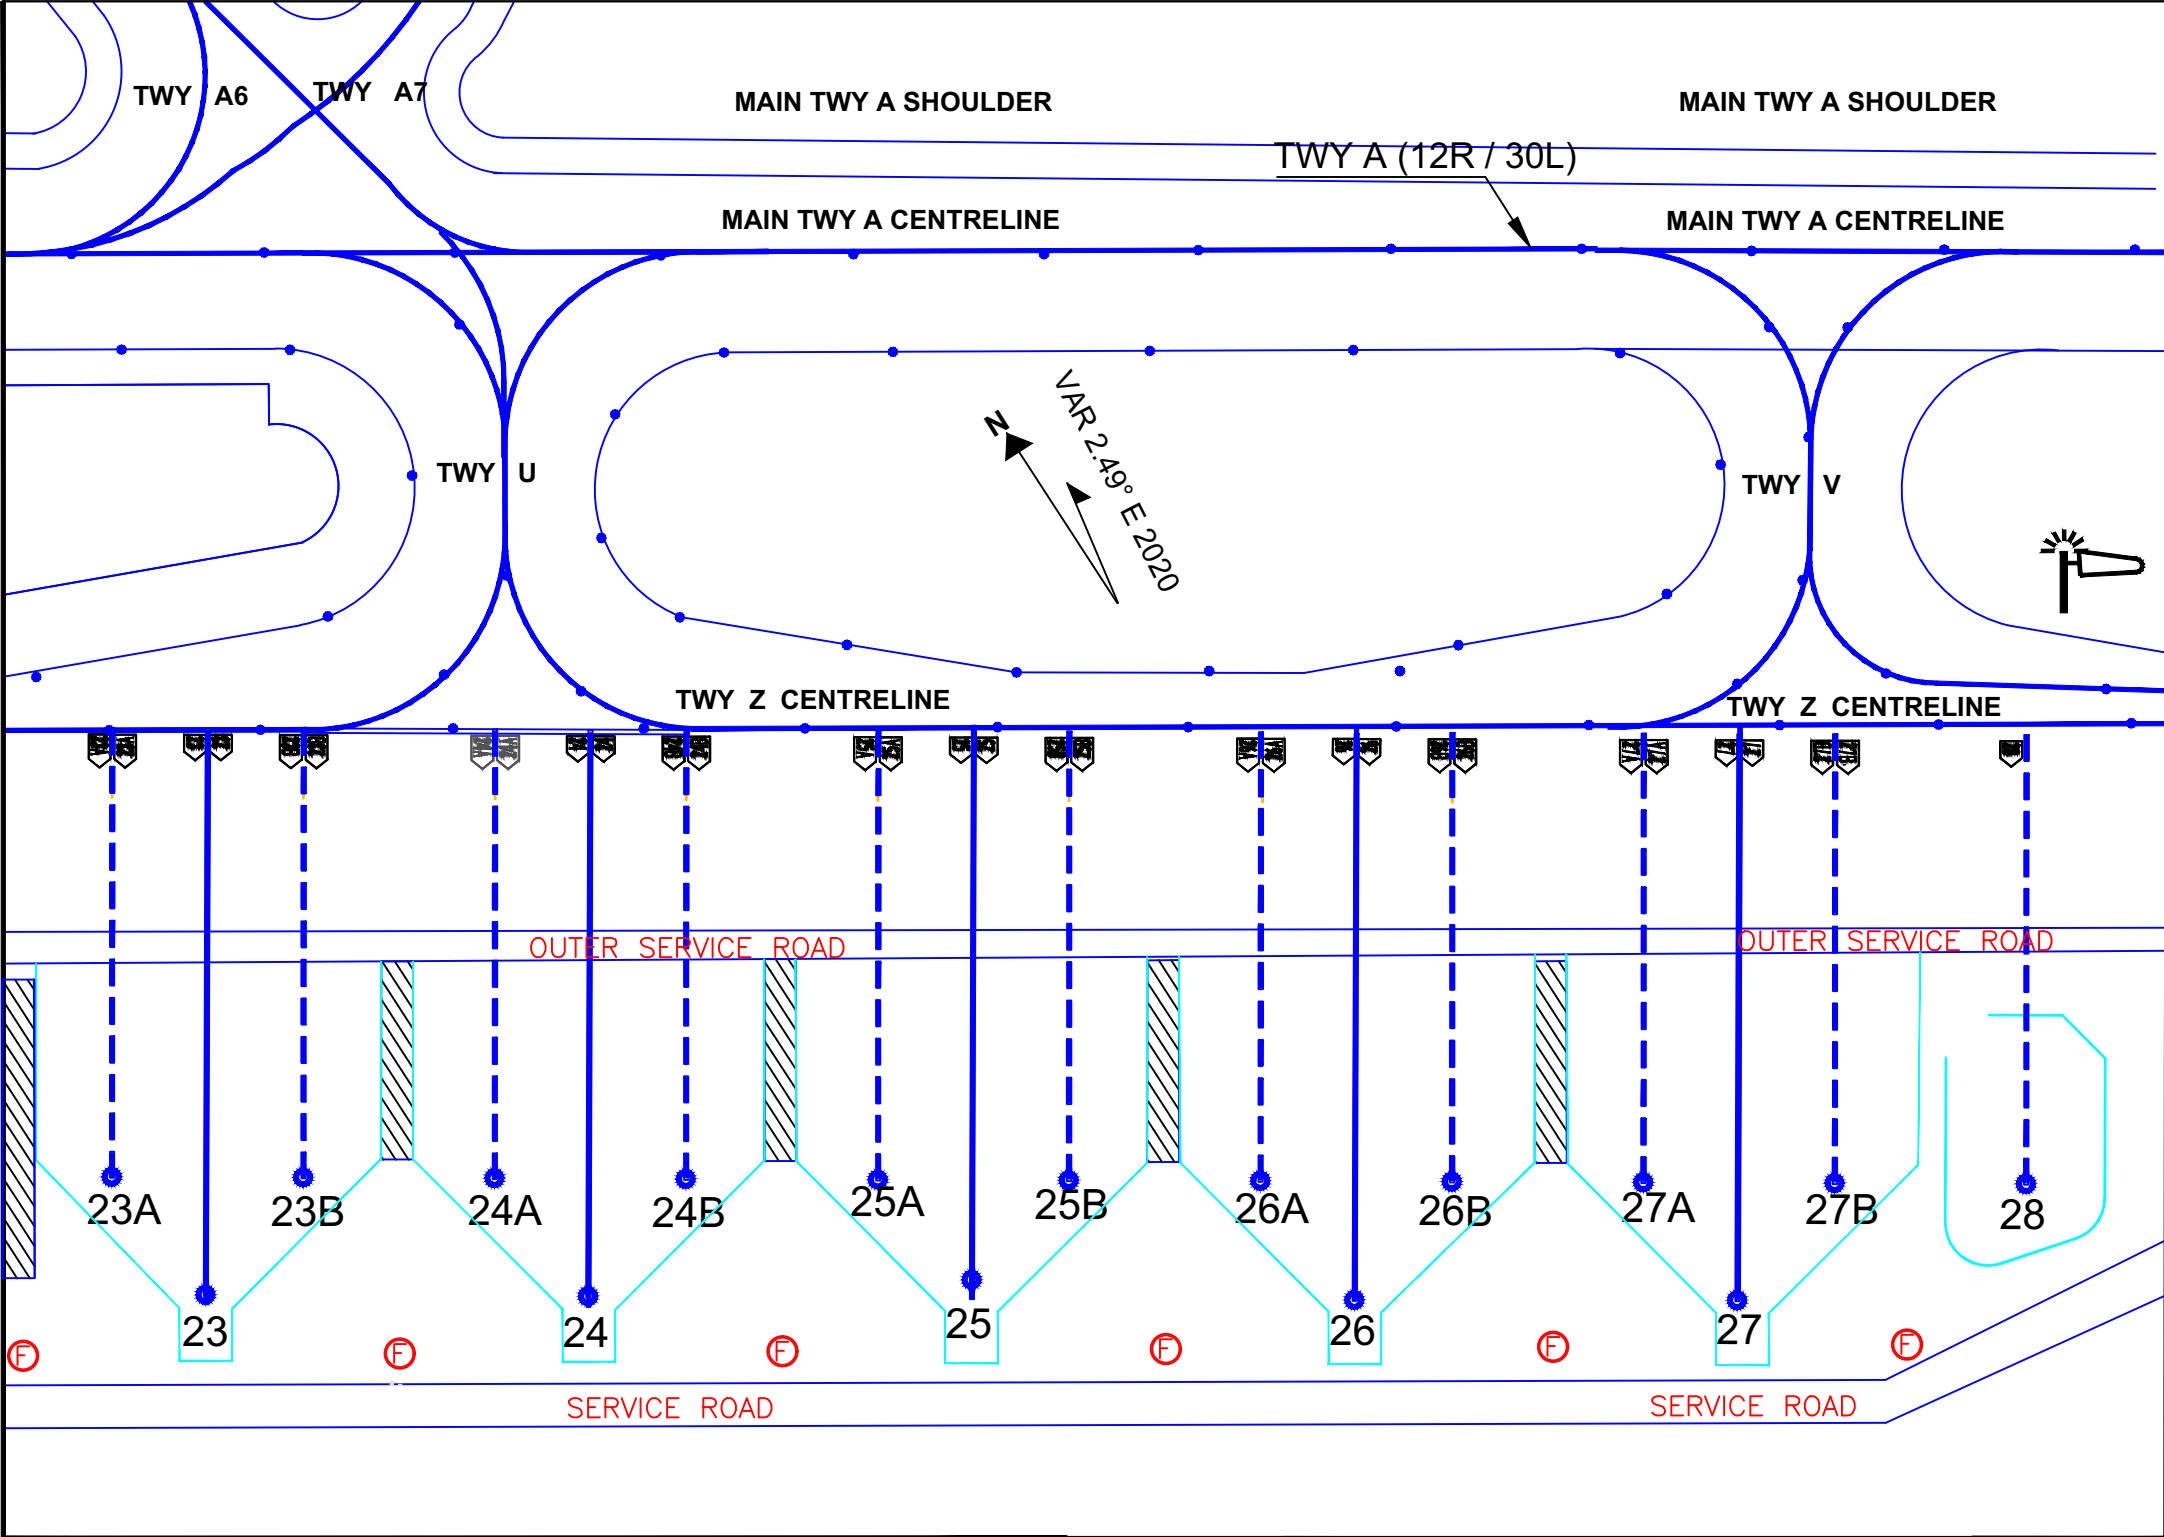 TWY A6
TWY A7
MAIN TWY A SHOULDER
MAIN TWY A SHOULDER
TWY A (12R / 30L)
MAIN TWY A CENTRELINE
MAIN TWY A CENTRELINE
N
VAR 2.49° E 2020
TWY U
TWY V
TWY Z CENTRELINE
TWY Z CENTRELINE
OUTER SERVICE ROAD
OUTER SERVICE ROAD
23A
23B
24A
24B
25A
25B
26A
26B
27A
27B
28
23
24
25
26
27
F
F
F
F
F
F
SERVICE ROAD
SERVICE ROAD